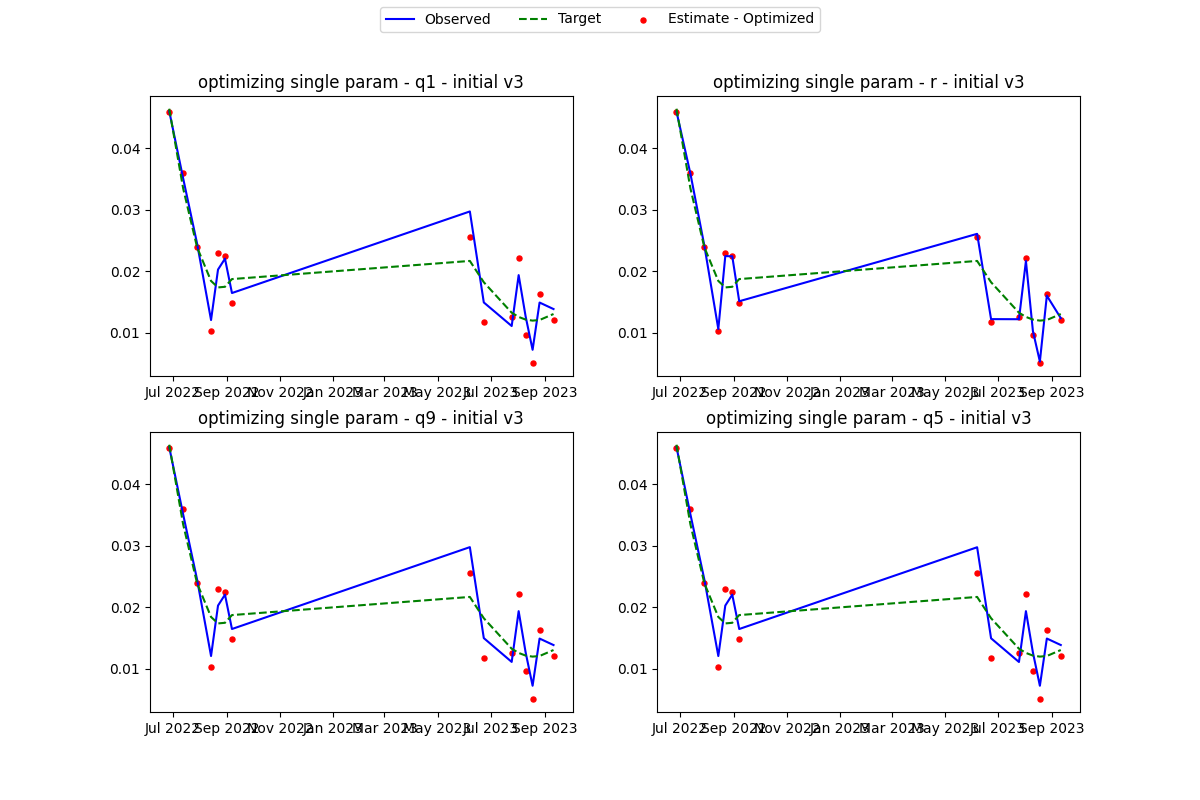 Observed Target Estimate - Optimized
optimizing single param - q1 - initial v3
optimizing single param - r - initial v3
0.04
0.03
0.02
0.01
Jul 2022 Sep 2022 Nov 2022 Jan 2023 Mar 2023 May 2023 Jul 2023 Sep 2023
0.04
0.03
0.02
0.01
Jul 2022 Sep 2022 Nov 2022 Jan 2023 Mar 2023 May 2023 Jul 2023 Sep 2023
optimizing single param - q9 - initial v3
optimizing single param - q5 - initial v3
0.04
0.03
0.02
0.01
Jul 2022 Sep 2022 Nov 2022 Jan 2023 Mar 2023 May 2023 Jul 2023 Sep 2023
0.04
0.03
0.02
0.01
Jul 2022 Sep 2022 Nov 2022 Jan 2023 Mar 2023 May 2023 Jul 2023 Sep 2023